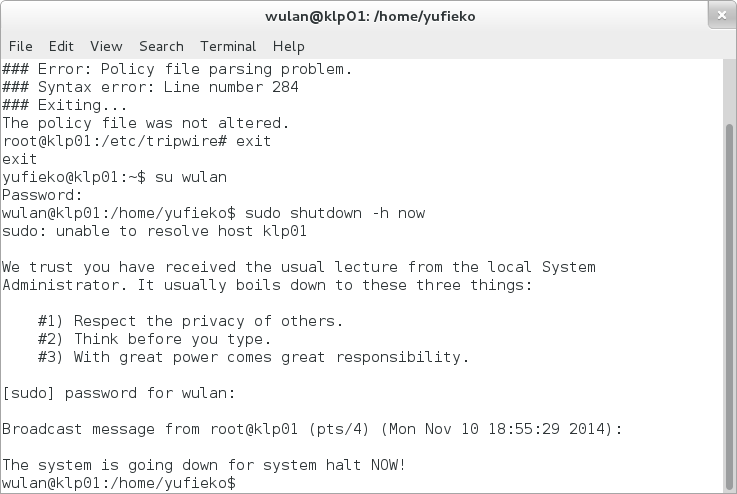 wulan@klp01: /home/yufieko
×
File Edit View Search Terminal Help
### Error: Policy file parsing problem.
### Syntax error: Line number 284
### Exiting...
The policy file was not altered.
root@klp01:/etc/tripwire# exit
exit
yufieko@klp01:~$ su wulan
Password:
wulan@klp01:/home/yufieko$ sudo shutdown -h now
sudo: unable to resolve host klp01
We trust you have received the usual lecture from the local System
Administrator. It usually boils down to these three things:
#1) Respect the privacy of others.
#2) Think before you type.
#3) With great power comes great responsibility.
[sudo] password for wulan:
Broadcast message from root@klp01 (pts/4) (Mon Nov 10 18:55:29 2014):
The system is going down for system halt NOW!
wulan@klp01:/home/yufieko$